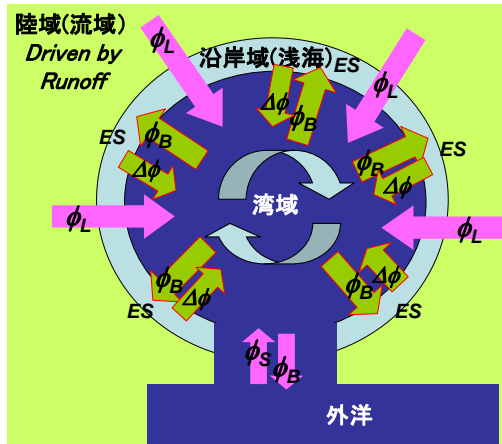 陸域(流域)
Driven by
Runoff
ϕL
沿岸域(浅海)
ES
ϕL
Δϕ
ϕB
ES
ϕB
Δϕ
ϕB
ES
Δϕ
湾域
ϕL
ϕL
ϕB
Δϕ
ES
ϕB
Δϕ
ES
ϕS
ϕB
外洋